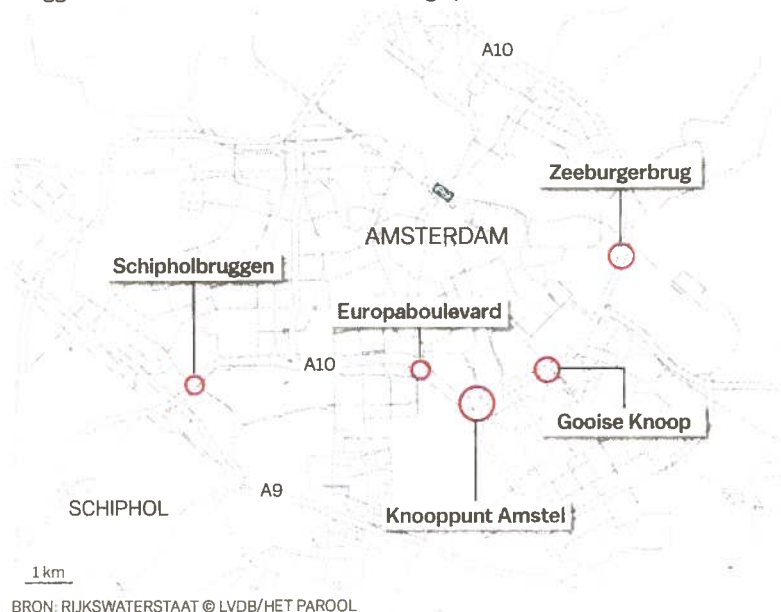 A10
Zeeburgerbrug
AMSTERDAM
Schipholbruggen
Europaboulevard
A10
Gooise Knoop
A9
SCHIPHOL
Knooppunt Amstel
1 km
BRON: RIJKSWATERSTAAT © LVDB/HET PAROOL